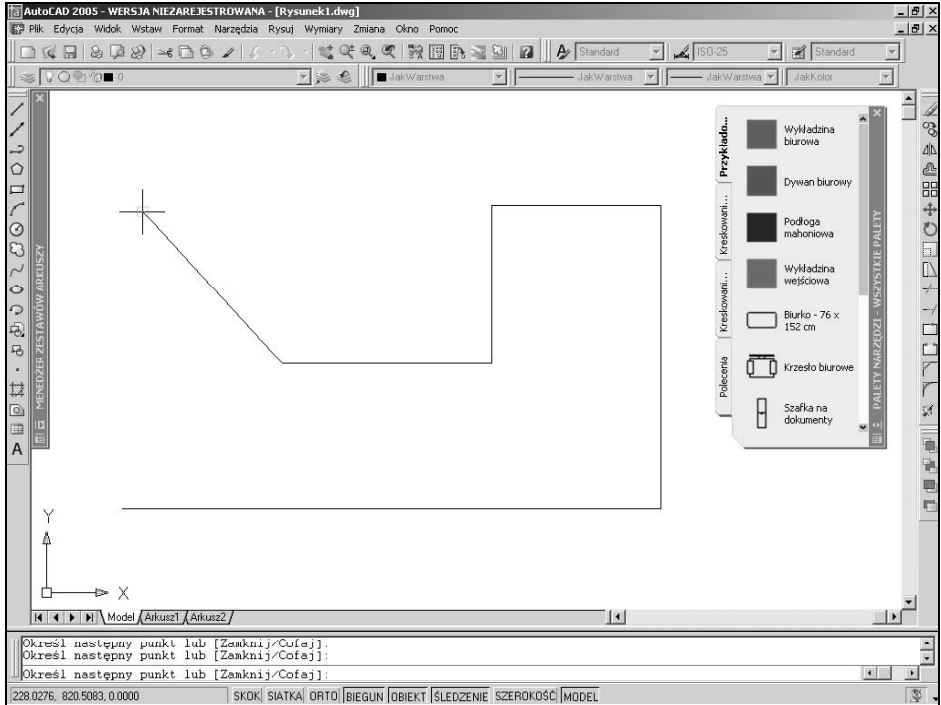 AutoCAD 2005 - WERSJA NIEZAREJESTROWANA - [Rysunek1.dwg]
Plik Edycja Widok Wstaw Format Narzędzia Rysuj Wymiary Zmiana Okno Pomoc
Standard ISO-25 Standard
0 JakWarstwa JakWarstwa JakWarstwa JakKolor
MENEDŻER ZESTAWÓW ARKUSZY
Przykłado...
Kreskowani...
Kreskowani...
Polecenia
Wykładzina
biurowa
Dywan biurowy
Podłoga
mahoniowa
Wykładzina
wejściowa
Biurko - 76 x
152 cm
Krzesło biurowe
Szafka na
dokumenty
PALETY NARZĘDZI - WSZYSTKIE PALETY
A
Y
X
Model Arkusz1 Arkusz2
Określ następny punkt lub [Zamknij/Cofaj]:
Określ następny punkt lub [Zamknij/Cofaj]:
Określ następny punkt lub [Zamknij/Cofaj]:
228.0276, 820.5083, 0.0000 SKOK SIATKA ORTO BIEGUN OBIEKT ŚLEDZENIE SZEROKOŚĆ MODEL